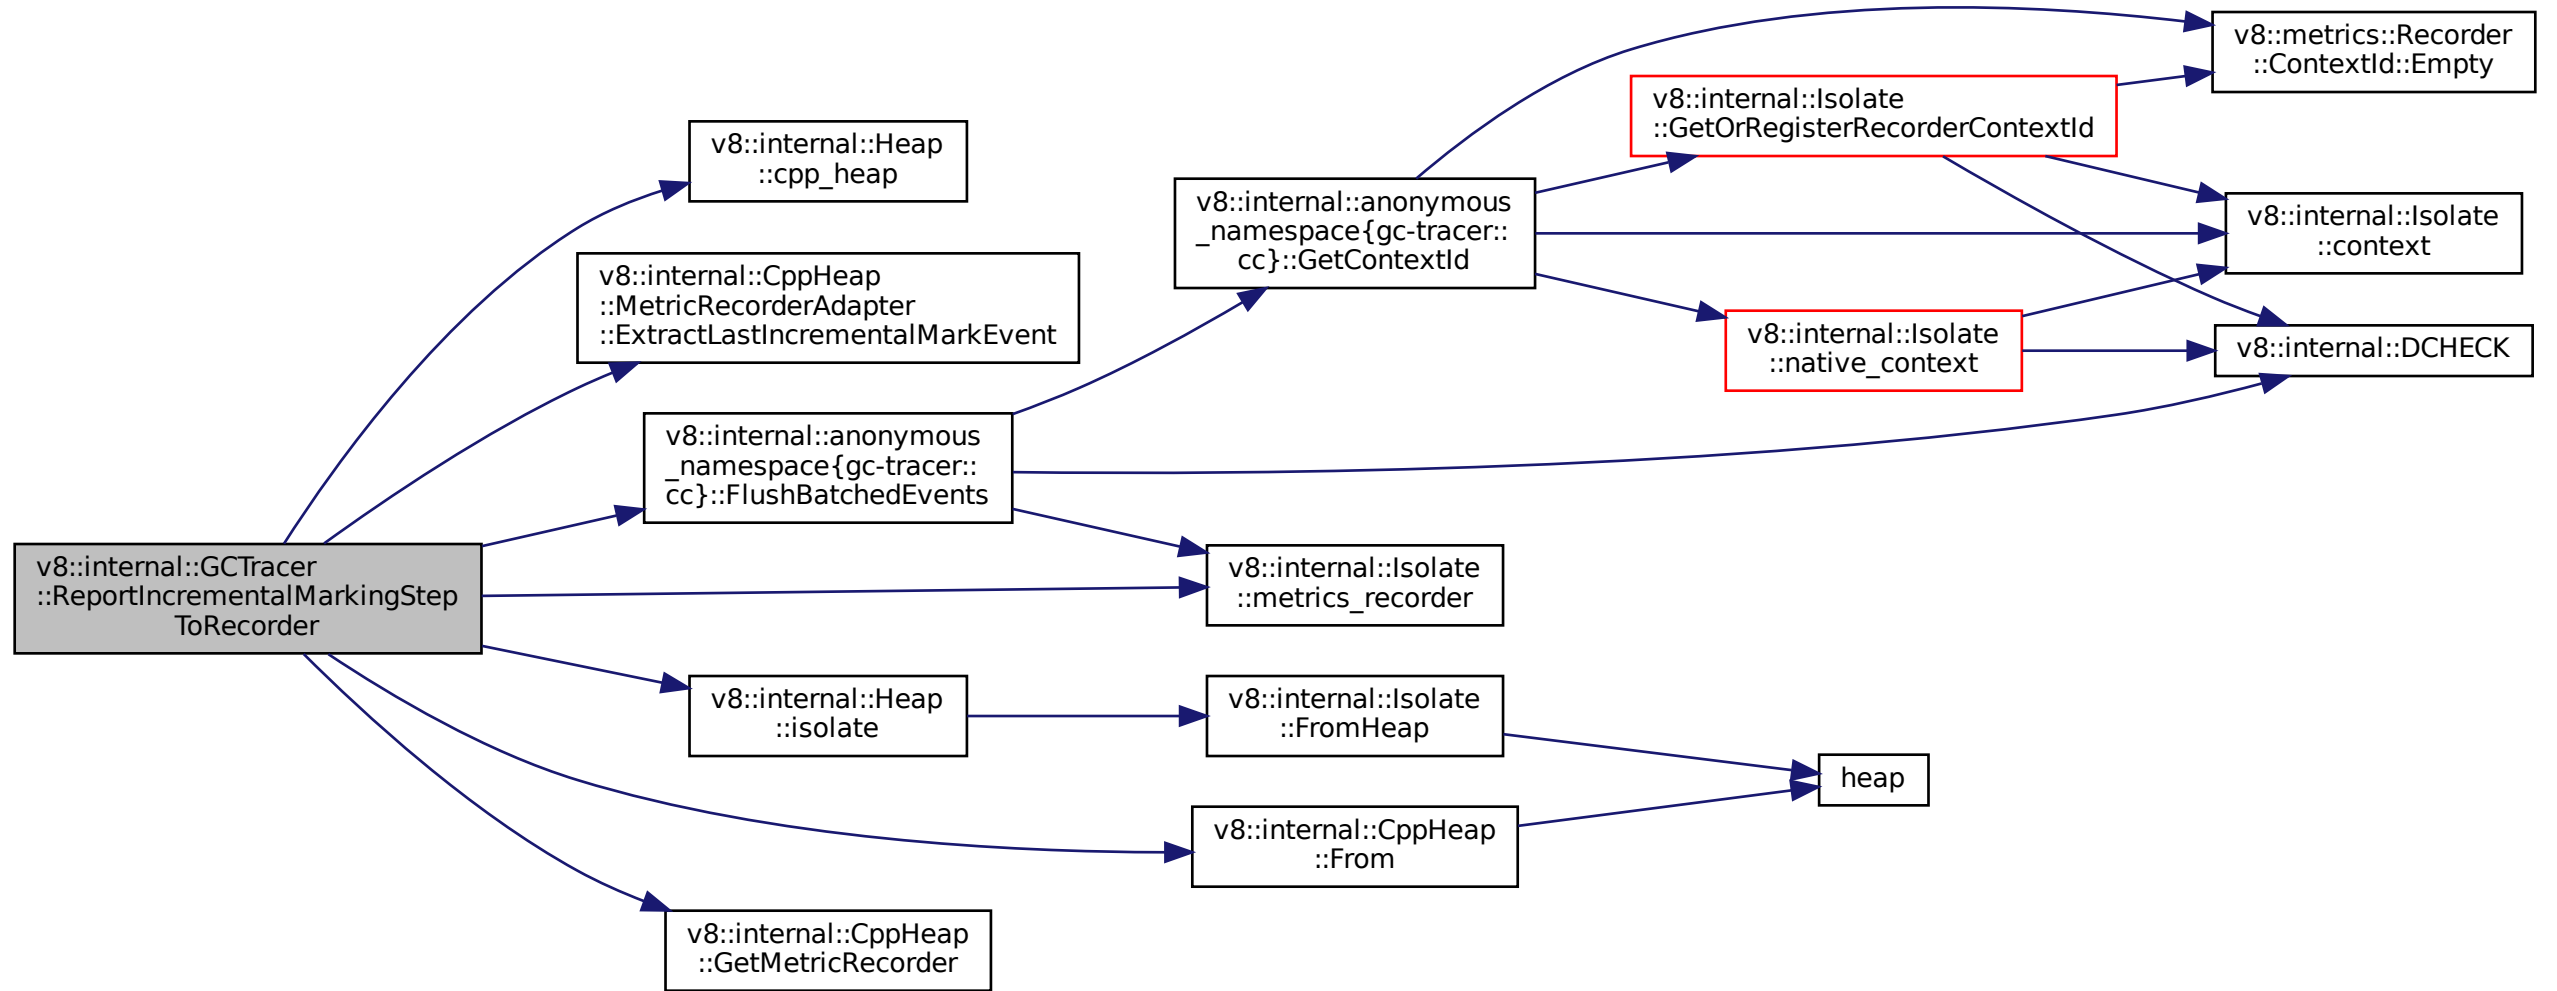 v8::metrics::Recorder
::ContextId::Empty
v8::internal::Isolate
::GetOrRegisterRecorderContextId
v8::internal::Heap
::cpp_heap
v8::internal::anonymous
_namespace{gc-tracer::
cc}::GetContextId
v8::internal::Isolate
::context
v8::internal::CppHeap
::MetricRecorderAdapter
::ExtractLastIncrementalMarkEvent
v8::internal::Isolate
::native_context
v8::internal::DCHECK
v8::internal::anonymous
_namespace{gc-tracer::
cc}::FlushBatchedEvents
v8::internal::GCTracer
::ReportIncrementalMarkingStep
ToRecorder
v8::internal::Isolate
::metrics_recorder
v8::internal::Heap
::isolate
v8::internal::Isolate
::FromHeap
heap
v8::internal::CppHeap
::From
v8::internal::CppHeap
::GetMetricRecorder